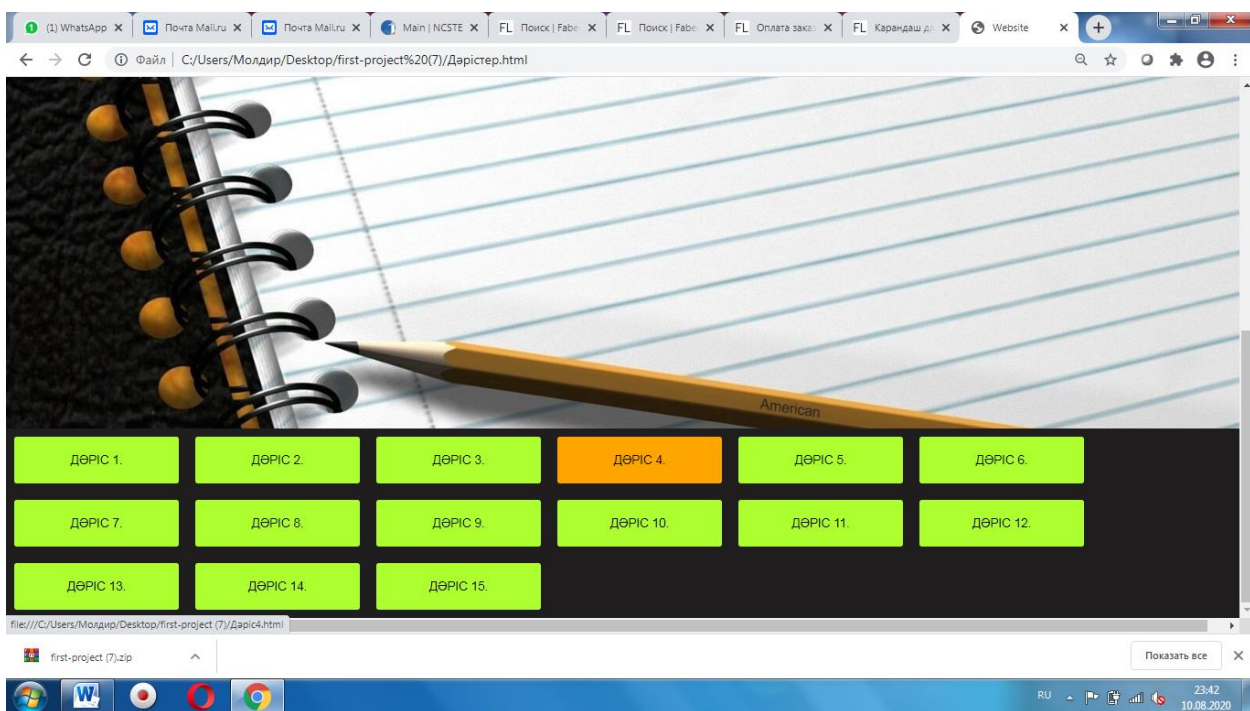 (1) WhatsApp
Почта Mail.ru
Почта Mail.ru
Main | NCSTE
FL Поиск | Fabe
FL Поиск | Fabe
FL Оплата заказ
FL Карандаш д
Website
Файл | C:/Users/Молдир/Desktop/first-project%20(7)/Дәрістер.html
American
ДӘРІС 1. ДӘРІС 2. ДӘРІС 3. ДӘРІС 4. ДӘРІС 5. ДӘРІС 6.
ДӘРІС 7. ДӘРІС 8. ДӘРІС 9. ДӘРІС 10. ДӘРІС 11. ДӘРІС 12.
ДӘРІС 13. ДӘРІС 14. ДӘРІС 15.
file:///C:/Users/Молдир/Desktop/first-project (7)/Дәріс4.html
first-project (7).zip
Показать все
RU
23:42
10.08.2020